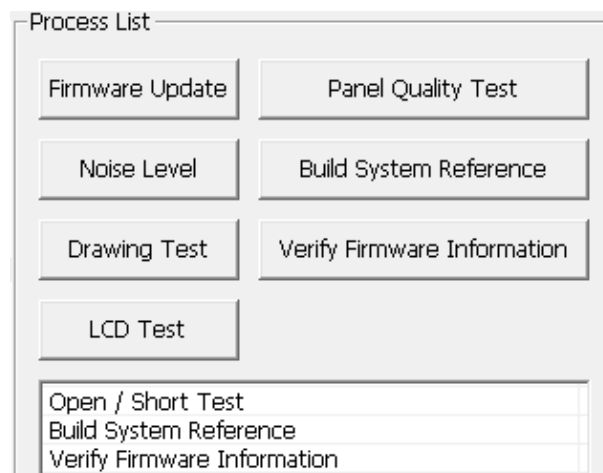 Process List
Firmware Update
Panel Quality Test
Noise Level
Build System Reference
Drawing Test
Verify Firmware Information
LCD Test
Open / Short Test
Build System Reference
Verify Firmware Information